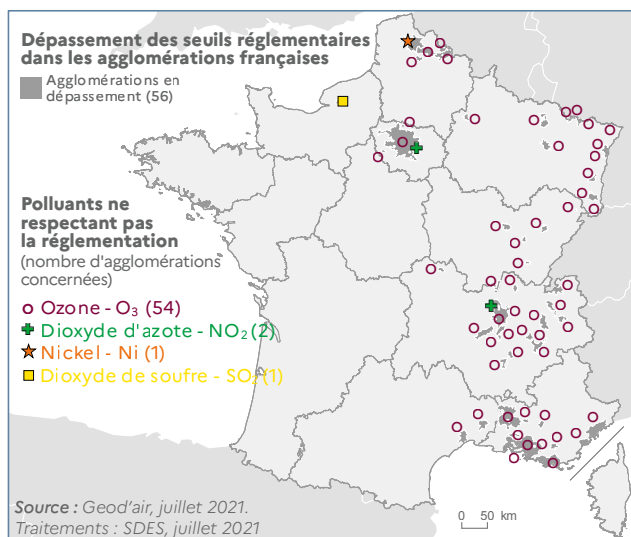 Dépassement des seuils réglementaires
dans les agglomérations françaises
Agglomérations en
dépassement (56)
Polluants ne
respectant pas
la réglementation
(nombre d'agglomérations
concernées)
Ozone - O₃ (54)
Dioxyde d'azote - NO₂ (2)
Nickel - Ni (1)
Dioxyde de soufre - SO₂ (1)
Source : Geod'air, juillet 2021.
Traitements : SDES, juillet 2021
0 50 km